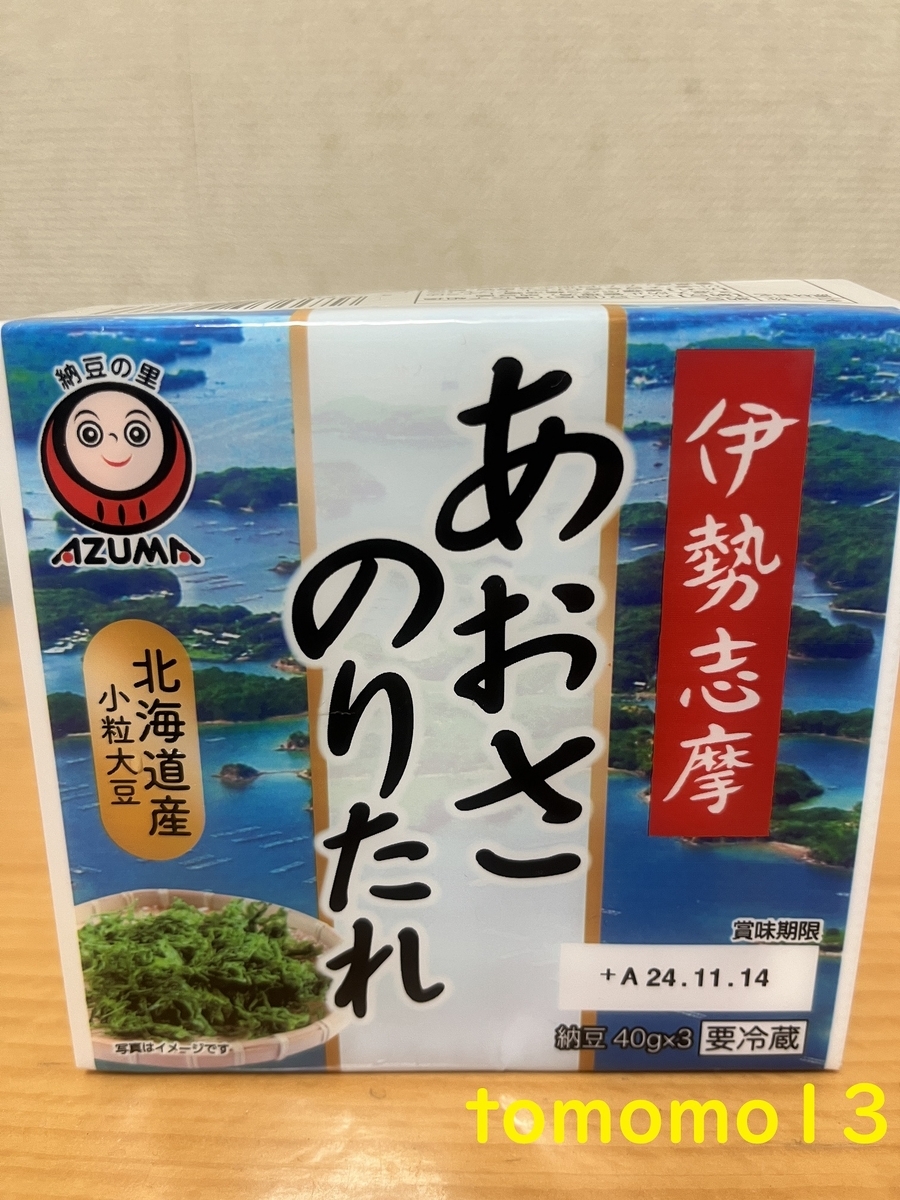 納豆の里
AZUMA
伊勢志摩
あおさ
のりたれ
北海道産
小粒大豆
賞味期限
+A 24.11.14
納豆 40g×3 要冷蔵
写真はイメージです。
tomomo13